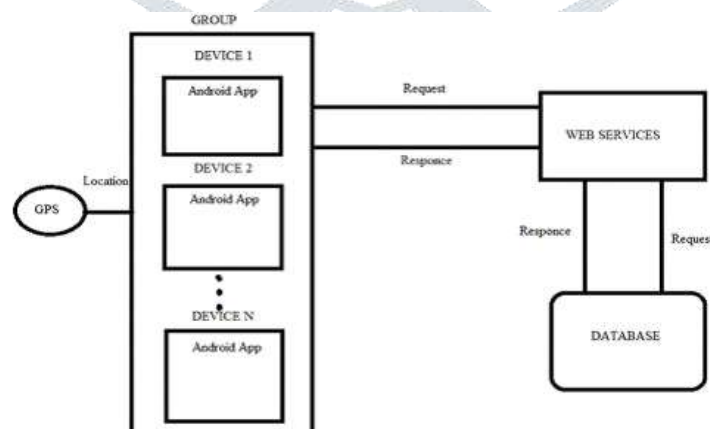 GROUP
DEVICE 1
Android App
Request
WEB SERVICES
Responce
DEVICE 2
Location
Android App
GPS
Responce
Reques
DEVICE N
DATABASE
Android App